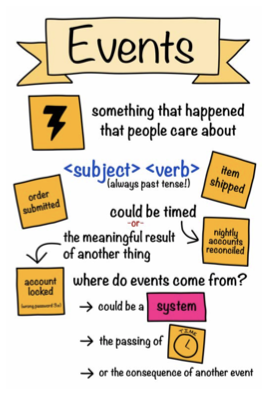 Events
something that happened
that people care about
<subject> <verb>
(always past tense!)
item
shipped
order
submitted
could be timed
-or-
the meaningful result
of another thing
nightly
accounts
reconciled
account
locked
(wrong password 5x)
where do events come from?
→ could be a system
→ the passing of TIME
→ or the consequence of another event